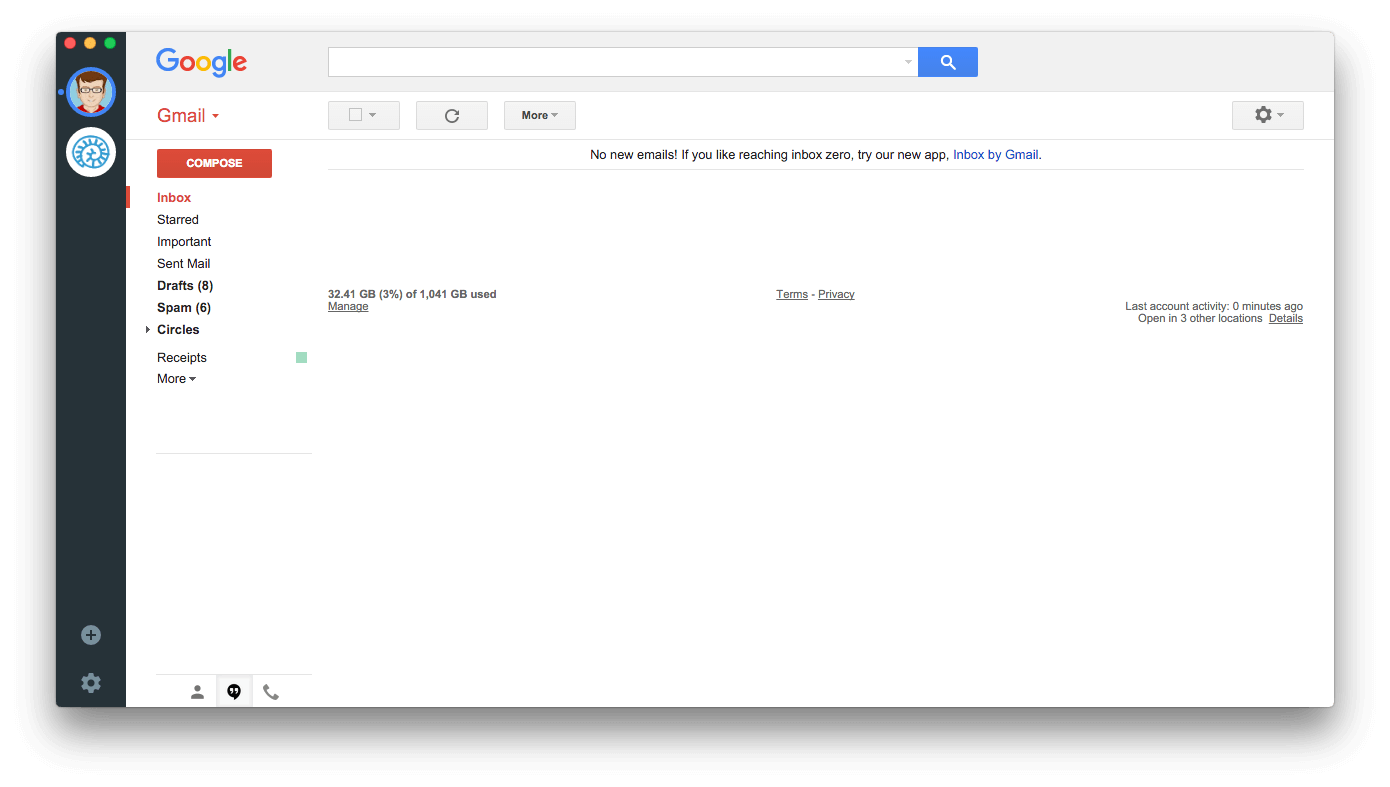 Google
Gmail
More
COMPOSE
No new emails! If you like reaching inbox zero, try our new app, Inbox by Gmail.
Inbox
Starred
Important
Sent Mail
Drafts (8)
Spam (6)
Circles
Receipts
More
32.41 GB (3%) of 1,041 GB used
Manage
Terms - Privacy
Last account activity: 0 minutes ago
Open in 3 other locations Details